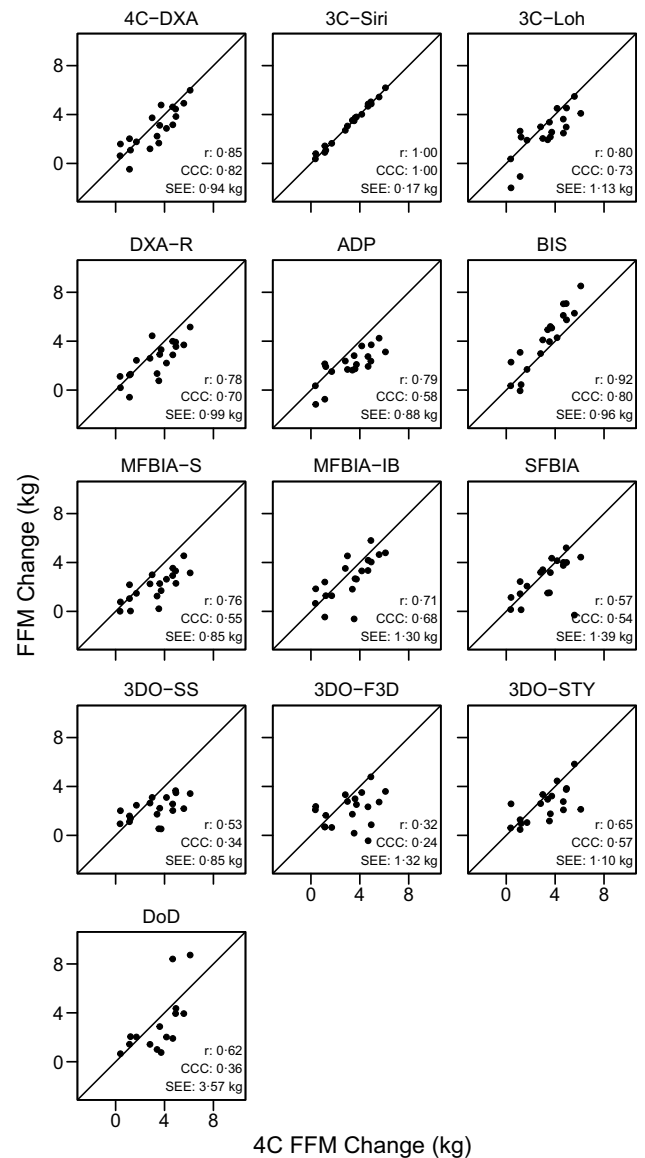 4C−DXA 3C−Siri 3C−Loh
8
4
0
r: 0·85
CCC: 0·82
SEE: 0·94 kg
r: 1·00
CCC: 1·00
SEE: 0·17 kg
r: 0·80
CCC: 0·73
SEE: 1·13 kg
DXA−R ADP BIS
8
4
0
r: 0·78
CCC: 0·70
SEE: 0·99 kg
r: 0·79
CCC: 0·58
SEE: 0·88 kg
r: 0·92
CCC: 0·80
SEE: 0·96 kg
MFBIA−S MFBIA−IB SFBIA
8
4
0
r: 0·76
CCC: 0·55
SEE: 0·85 kg
r: 0·71
CCC: 0·68
SEE: 1·30 kg
r: 0·57
CCC: 0·54
SEE: 1·39 kg
3DO−SS 3DO−F3D 3DO−STY
8
4
0
r: 0·53
CCC: 0·34
SEE: 0·85 kg
r: 0·32
CCC: 0·24
SEE: 1·32 kg
r: 0·65
CCC: 0·57
SEE: 1·10 kg
0 4 8 0 4 8
DoD
8
4
0
r: 0·62
CCC: 0·36
SEE: 3·57 kg
0 4 8
FFM Change (kg)
4C FFM Change (kg)